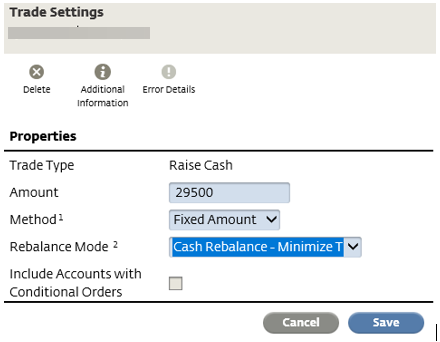 Trade Settings
Delete
Additional
Information
Error Details
Properties
Trade Type Raise Cash
Amount 29500
Method¹ Fixed Amount
Rebalance Mode ² Cash Rebalance - Minimize T
Include Accounts with
Conditional Orders
Cancel Save